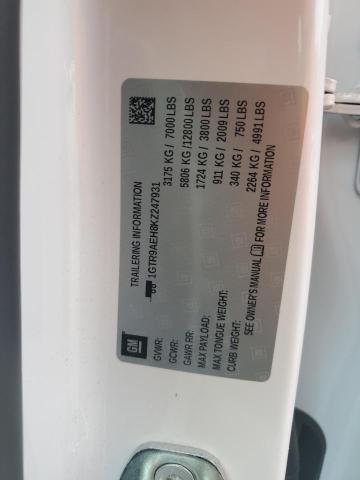 GM
TRAILERING INFORMATION
1GTR9AEH8KZ247931
GVWR: 3175 KG / 7000 LBS
GCWR: 5806 KG /12800 LBS
GAWR RR: 1724 KG / 3800 LBS
MAX PAYLOAD: 911 KG / 2009 LBS
MAX TONGUE WEIGHT: 340 KG / 750 LBS
CURB WEIGHT: 2264 KG / 4991 LBS
SEE OWNER'S MANUAL FOR MORE INFORMATION